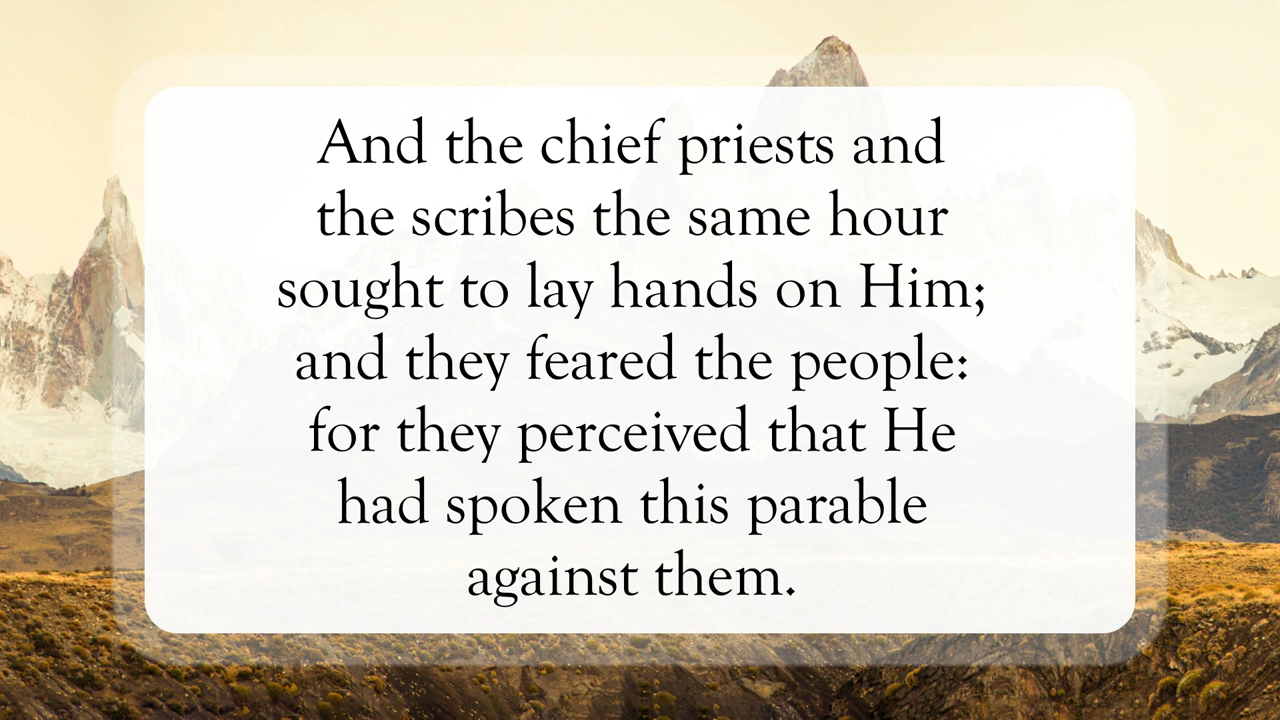 And the chief priests and
the scribes the same hour
sought to lay hands on Him;
and they feared the people:
for they perceived that He
had spoken this parable
against them.